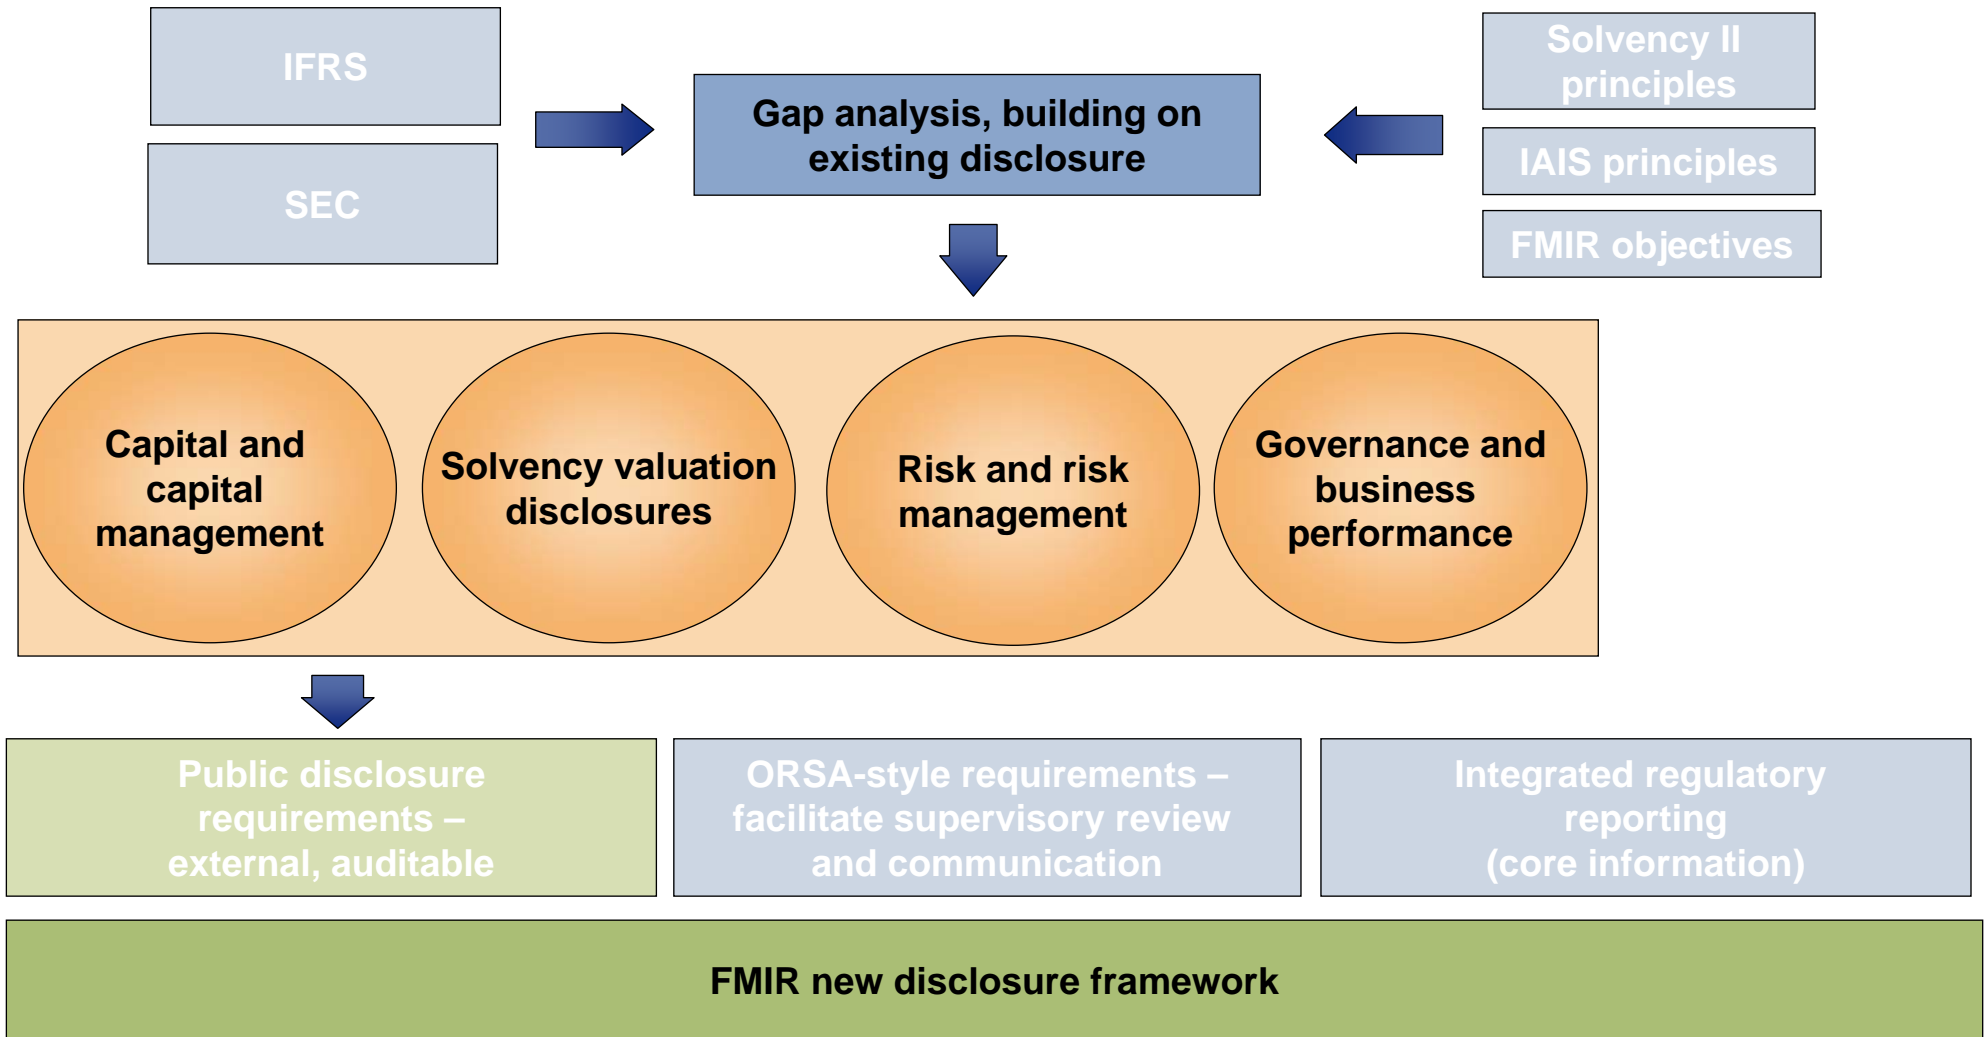 IFRS
SEC
Gap analysis, building on
existing disclosure
Solvency II
principles
IAIS principles
FMIR objectives
Capital and
capital
management
Solvency valuation
disclosures
Risk and risk
management
Governance and
business
performance
Public disclosure
requirements –
external, auditable
ORSA-style requirements –
facilitate supervisory review
and communication
Integrated regulatory
reporting
(core information)
FMIR new disclosure framework